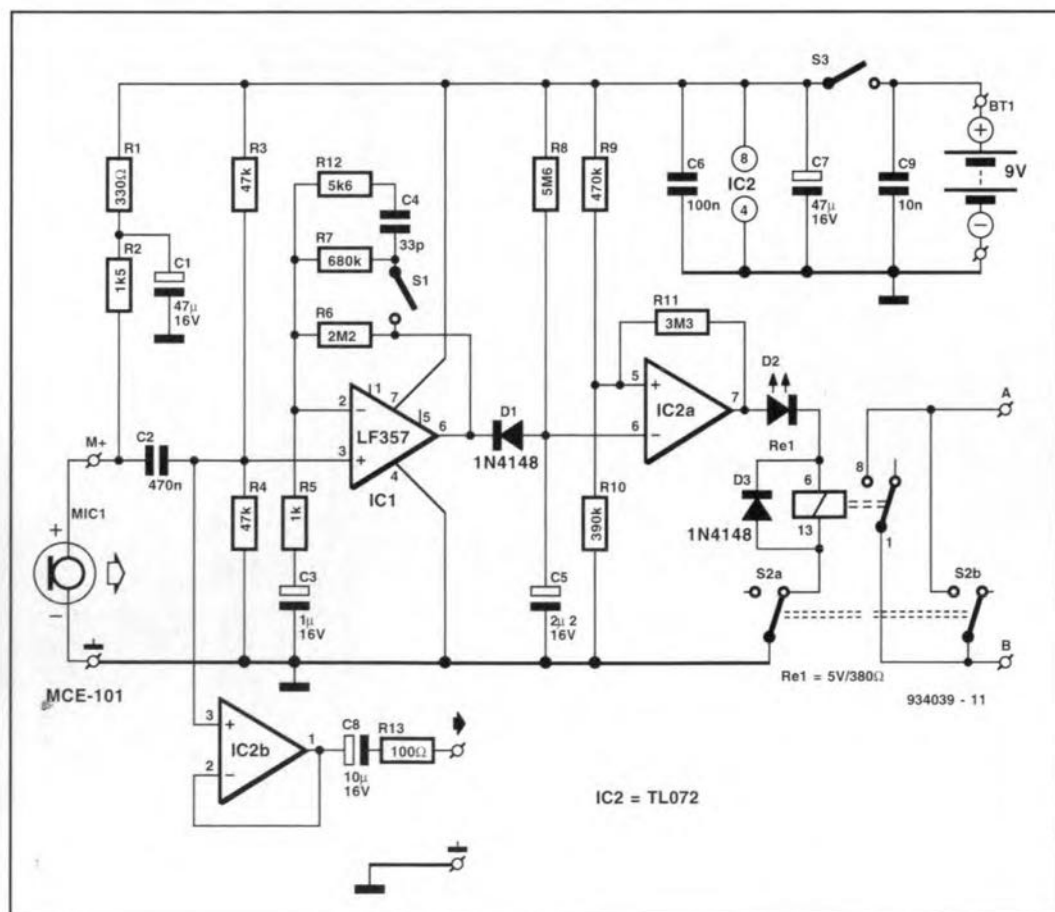 S3
BT1
+
9V
−
R1
330Ω
R2
1k5
C1
47µ
16V
R3
47k
R12
5k6
C4
33p
R7
680k
S1
R6
2M2
R8
5M6
R9
470k
C6
100n
8
IC2
4
C7
47µ
16V
C9
10n
R11
3M3
M+
C2
470n
2
−
1
7
5
LF357
6
3
+
4
IC1
D1
1N4148
5
+
IC2a
7
6
−
D2
Re1
A
MIC1
+
−
R4
47k
R5
1k
C3
1µ
16V
C5
2µ2
16V
R10
390k
D3
1N4148
6
13
8
1
S2a
S2b
B
MCE-101
Re1 = 5V/380Ω
934039 - 11
3
+
IC2b
1
2
−
C8
10µ
16V
R13
100Ω
IC2 = TL072